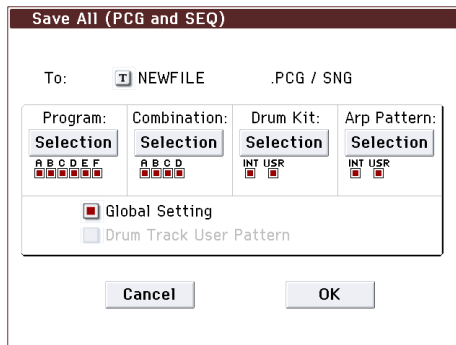 Save All (PCG and SEQ)
To: T NEWFILE .PCG / SNG
Program: Combination: Drum Kit: Arp Pattern:
Selection Selection Selection Selection
A B C D E F A B C D INT USR INT USR
Global Setting
Drum Track User Pattern
Cancel OK